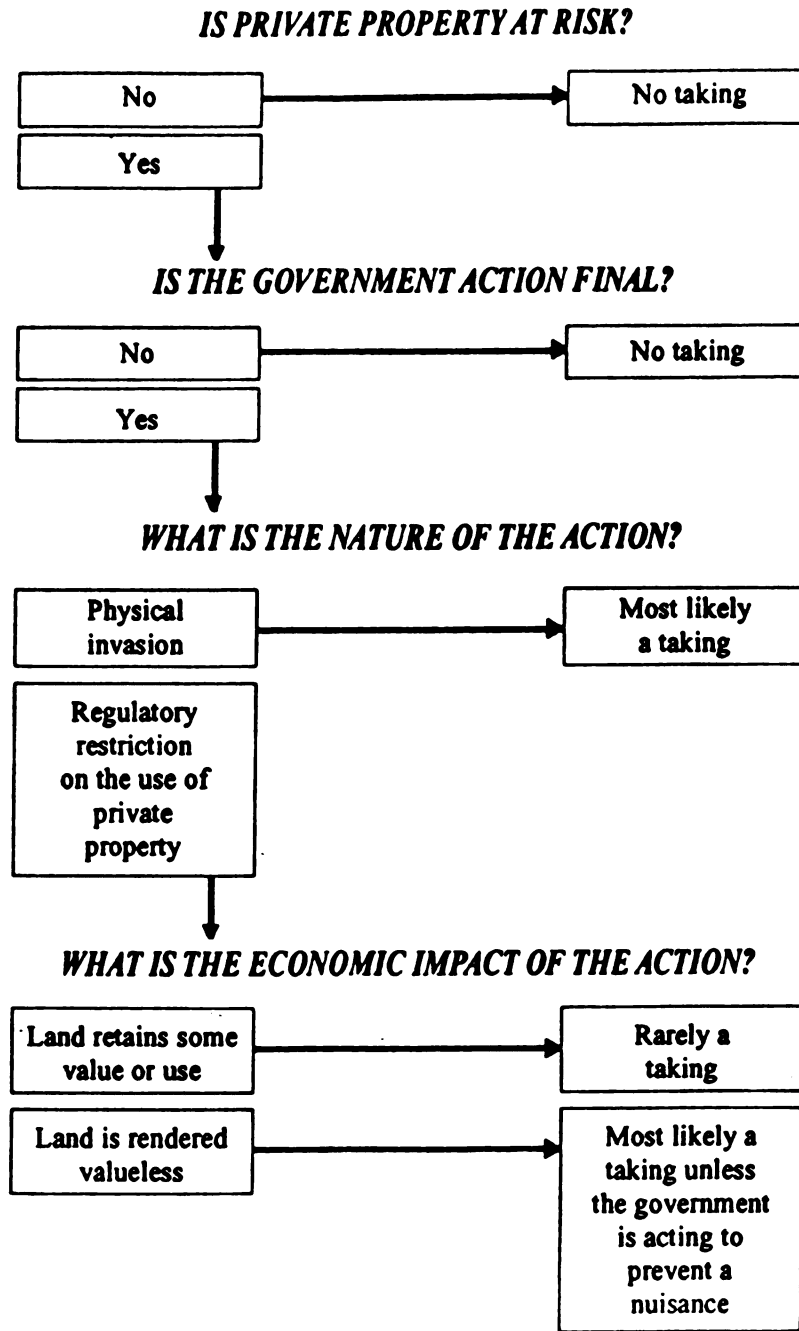 IS PRIVATE PROPERTY AT RISK?
No
No taking
Yes
IS THE GOVERNMENT ACTION FINAL?
No
No taking
Yes
WHAT IS THE NATURE OF THE ACTION?
Physical
invasion
Most likely
a taking
Regulatory
restriction
on the use of
private
property
WHAT IS THE ECONOMIC IMPACT OF THE ACTION?
Land retains some
value or use
Rarely a
taking
Land is rendered
valueless
Most likely a
taking unless
the government
is acting to
prevent a
nuisance